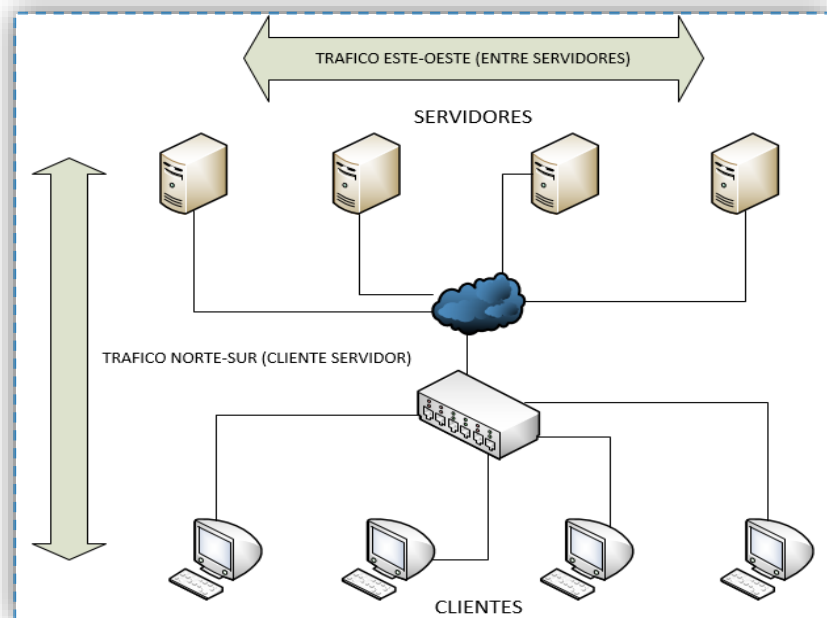 TRAFICO ESTE-OESTE (ENTRE SERVIDORES)
SERVIDORES
TRAFICO NORTE-SUR (CLIENTE SERVIDOR)
CLIENTES